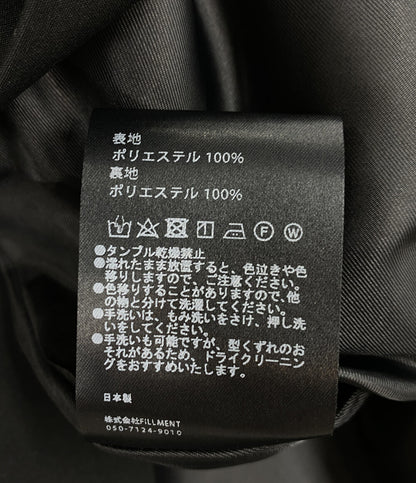 表地
ポリエステル 100%
裏地
ポリエステル 100%
●タンブル乾燥禁止
●濡れたまま放置すると、色泣きや色
移りしますので、ご注意ください。
●色移りすることがありますので、他
の物と分けて洗濯してください。
●手洗いは、もみ洗いをさけ、押し洗
いをしてください。
●手洗いも可能ですが、型くずれのお
それがあるため、ドライクリーニン
グをおすすめいたします。
日本製
株式会社FILLMENT
050-7124-9010